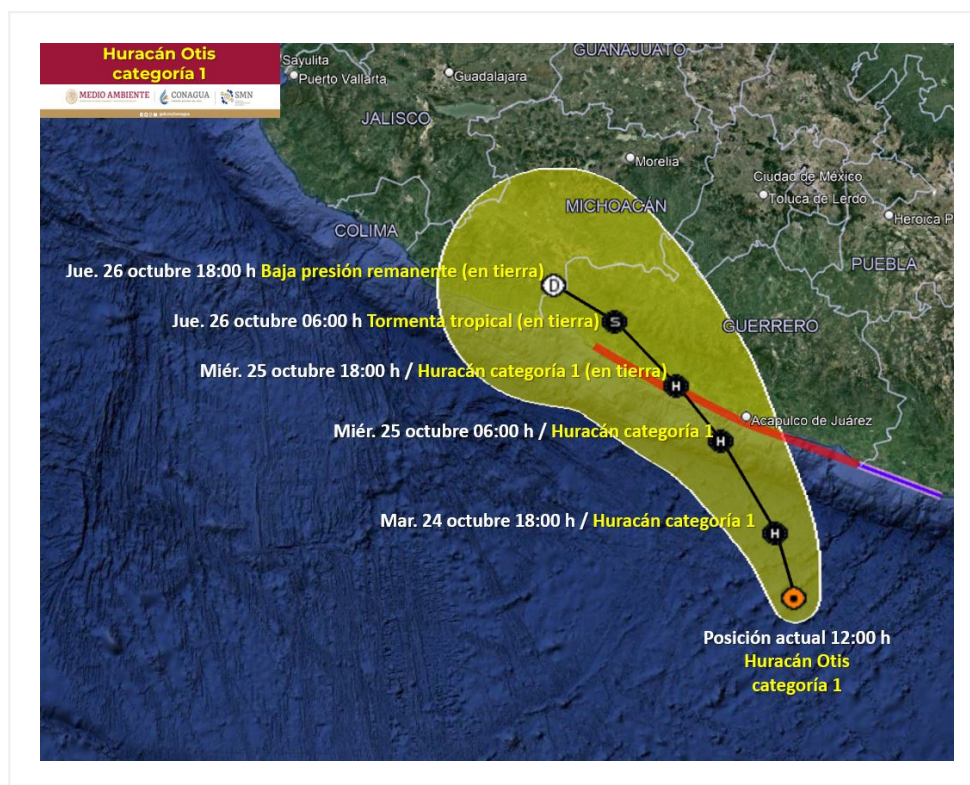 Huracán Otis
categoría 1
MEDIO AMBIENTE
CONAGUA
SMN
Sayulita
Puerto Vallarta
Guadalajara
GUANAJUATO
JALISCO
Morelia
Ciudad de México
Toluca de Lerdo
Heroica P
MICHOACÁN
COLIMA
PUEBLA
Jue. 26 octubre 18:00 h Baja presión remanente (en tierra)
D
Jue. 26 octubre 06:00 h Tormenta tropical (en tierra)
S
GUERRERO
Miér. 25 octubre 18:00 h / Huracán categoría 1 (en tierra)
H
Acapulco de Juárez
Miér. 25 octubre 06:00 h / Huracán categoría 1
H
Mar. 24 octubre 18:00 h / Huracán categoría 1
H
Posición actual 12:00 h
Huracán Otis
categoría 1